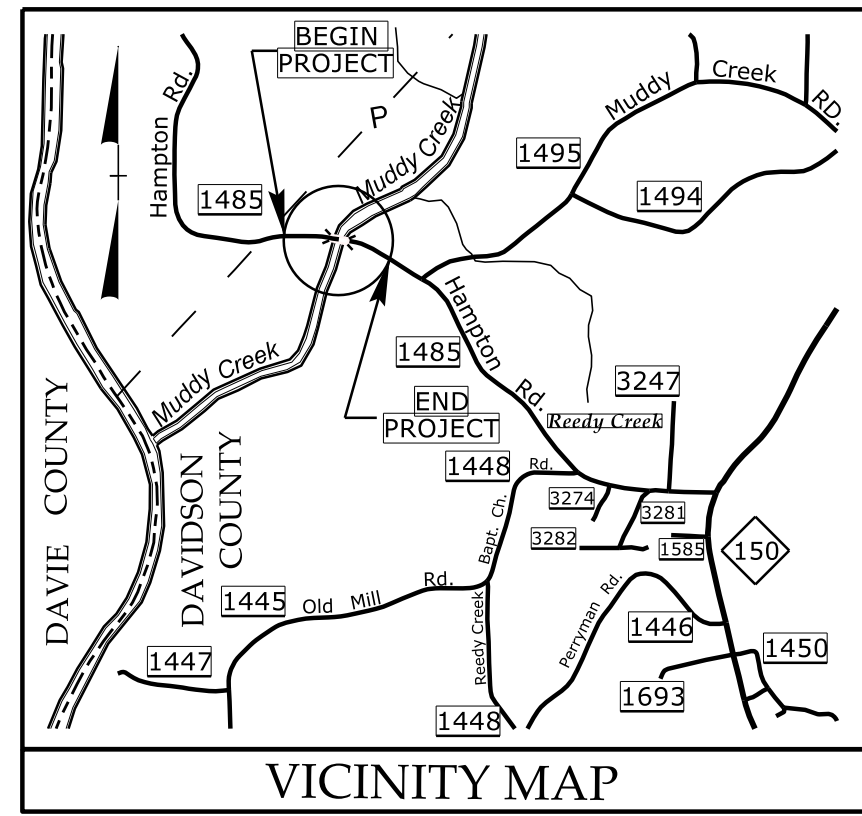 BEGIN
PROJECT
Hampton Rd.
P
Muddy Creek
Muddy Creek RD.
1495
1494
1485
Hampton Rd.
1485
Muddy Creek
END
PROJECT
3247
Reedy Creek
DAVIE COUNTY
DAVIDSON
COUNTY
1448
Rd.
Bapt. Ch.
Reedy Creek
3274
3281
3282
1585
150
1445
Old Mill Rd.
Perryman Rd.
1446
1447
1450
1693
1448
VICINITY MAP